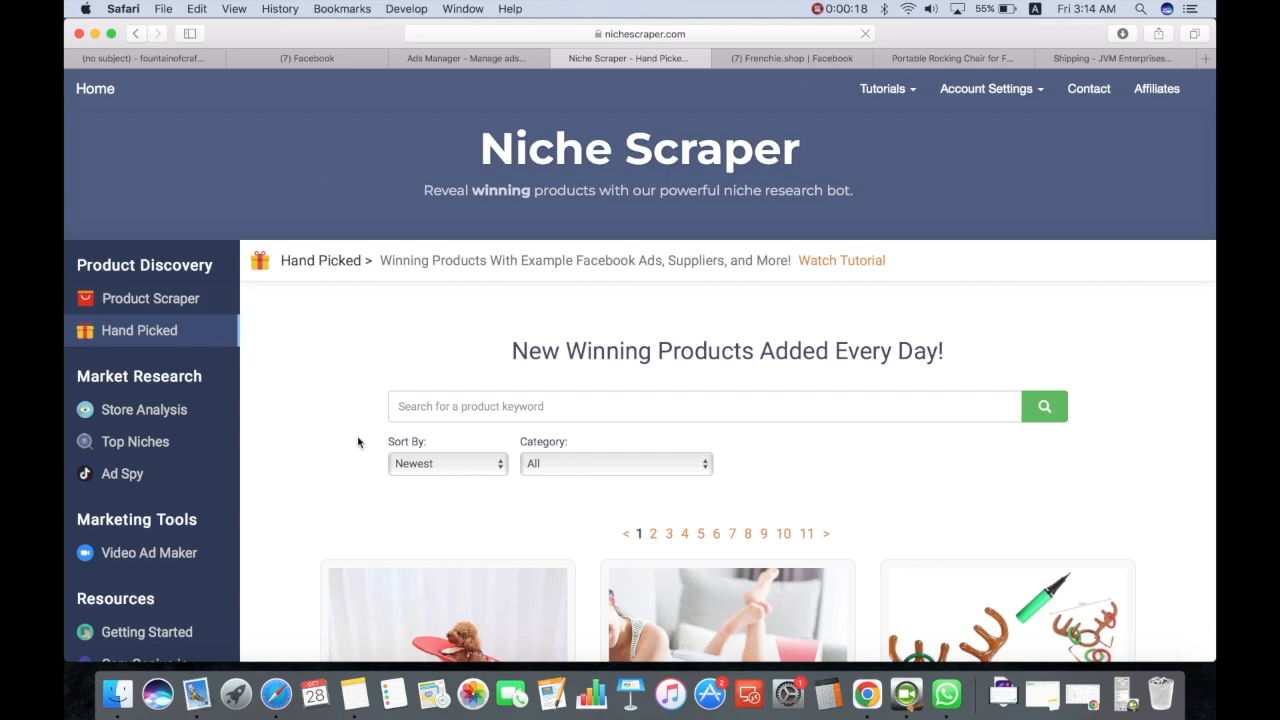 Safari File Edit View History Bookmarks Develop Window Help 0:00:18 55% A Fri 3:14 AM
nichescraper.com
(no subject) - fountainofcraf... (7) Facebook Ads Manager - Manage ads... Niche Scraper - Hand Picke... (7) Frenchie.shop | Facebook Portable Rocking Chair for F... Shipping – JVM Enterprises...
Home Tutorials Account Settings Contact Affiliates
Niche Scraper
Reveal winning products with our powerful niche research bot.
Product Discovery
Product Scraper
Hand Picked
Market Research
Store Analysis
Top Niches
Ad Spy
Marketing Tools
Video Ad Maker
Resources
Getting Started
Hand Picked > Winning Products With Example Facebook Ads, Suppliers, and More! Watch Tutorial
New Winning Products Added Every Day!
Search for a product keyword
Sort By: Category:
Newest All
< 1 2 3 4 5 6 7 8 9 10 11 >
OCT
28
2
1